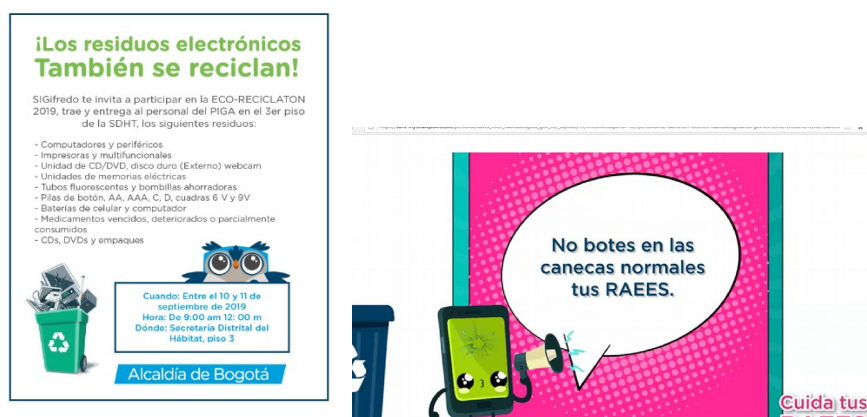 ¡Los residuos electrónicos
También se reciclan!
SIGifredo te invita a participar en la ECO-RECICLATON
2019, trae y entrega al personal del PIGA en el 3er piso
de la SDHT, los siguientes residuos:
- Computadores y periféricos
- Impresoras y multifuncionales
- Unidad de CD/DVD, disco duro (Externo) webcam
- Unidades de memorias eléctricas
- Tubos fluorescentes y bombillas ahorradoras
- Pilas de botón, AA, AAA, C, D, cuadras 6 V y 9V
- Baterías de celular y computador
- Medicamentos vencidos, deteriorados o parcialmente
consumidos
- CDs, DVDs y empaques
Cuando: Entre el 10 y 11 de
septiembre de 2019
Hora: De 9:00 am 12: 00 m
Dónde: Secretaría Distrital del
Hábitat, piso 3
Alcaldía de Bogotá
No botes en las
canecas normales
tus RAEES.
Cuida tus